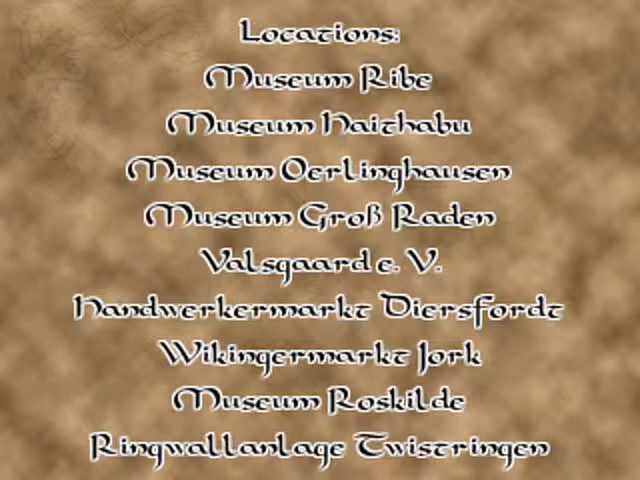 Locations:
Museum Ribe
Museum Haithabu
Museum Oerlinghausen
Museum Groß Raden
Valsgaard e. V.
Handwerkermarkt Diersfordt
Wikingermarkt Jork
Museum Roskilde
Ringwallanlage Twistringen